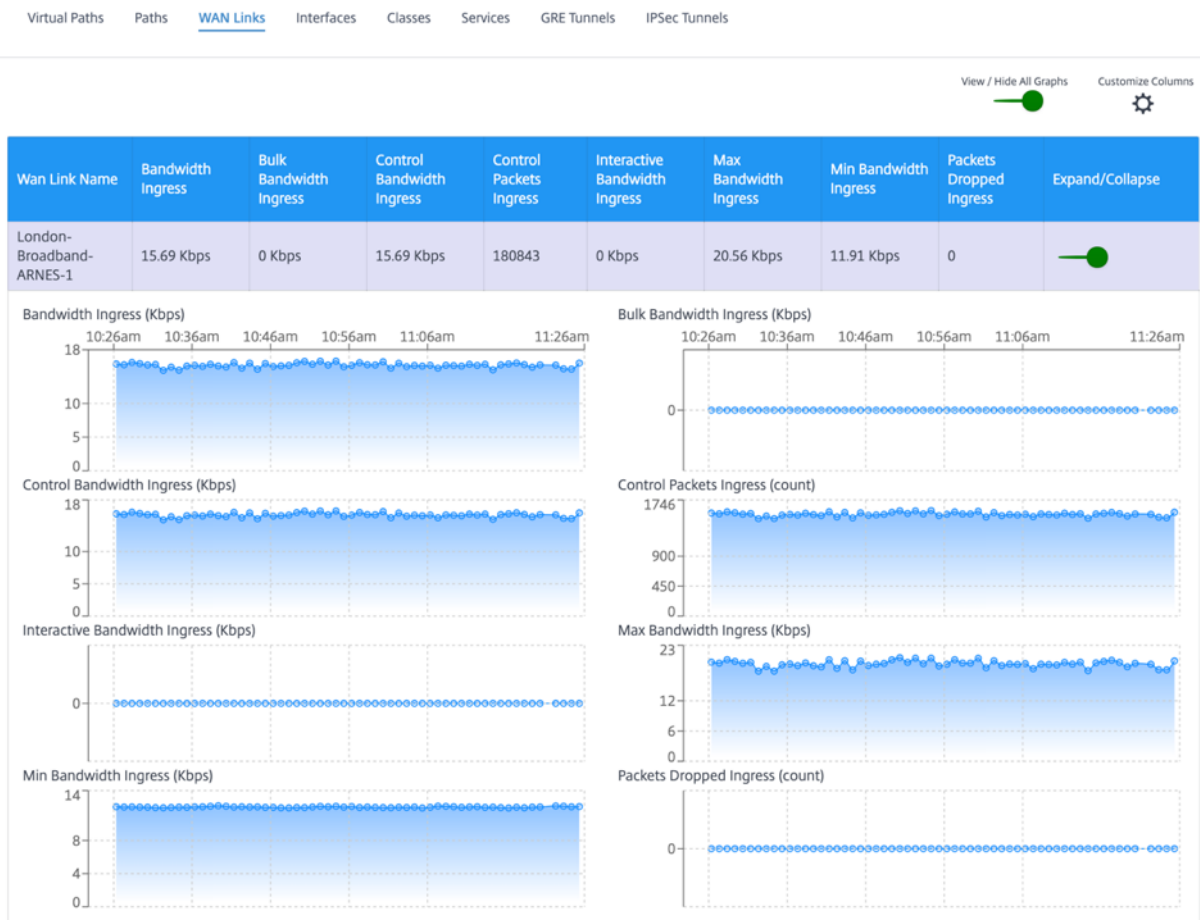 Virtual Paths Paths WAN Links Interfaces Classes Services GRE Tunnels IPSec Tunnels
View / Hide All Graphs Customize Columns
Wan Link Name
Bandwidth
Ingress
Bulk
Bandwidth
Ingress
Control
Bandwidth
Ingress
Control
Packets
Ingress
Interactive
Bandwidth
Ingress
Max
Bandwidth
Ingress
Min Bandwidth
Ingress
Packets
Dropped
Ingress
Expand/Collapse
London-
Broadband-
ARNES-1
15.69 Kbps 0 Kbps 15.69 Kbps 180843 0 Kbps 20.56 Kbps 11.91 Kbps 0
Bandwidth Ingress (Kbps)
10:26am 10:36am 10:46am 10:56am 11:06am 11:26am
18
10
5
0
Bulk Bandwidth Ingress (Kbps)
10:26am 10:36am 10:46am 10:56am 11:06am 11:26am
0
Control Bandwidth Ingress (Kbps)
18
10
5
0
Control Packets Ingress (count)
1746
900
450
0
Interactive Bandwidth Ingress (Kbps)
0
Max Bandwidth Ingress (Kbps)
23
12
6
0
Min Bandwidth Ingress (Kbps)
14
8
4
0
Packets Dropped Ingress (count)
0